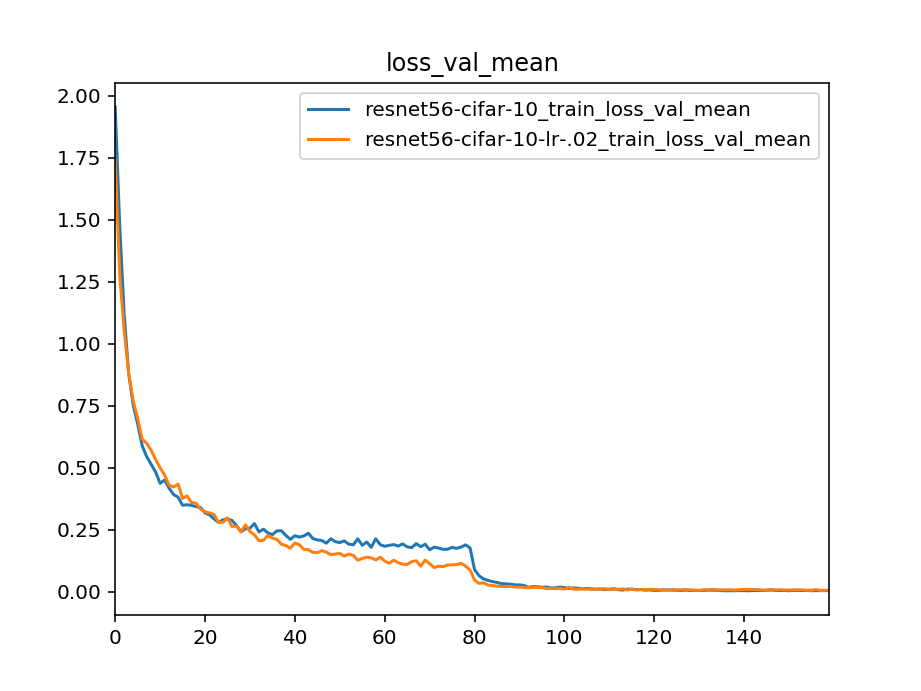 loss_val_mean
resnet56-cifar-10_train_loss_val_mean
resnet56-cifar-10-lr-.02_train_loss_val_mean
2.00
1.75
1.50
1.25
1.00
0.75
0.50
0.25
0.00
0 20 40 60 80 100 120 140